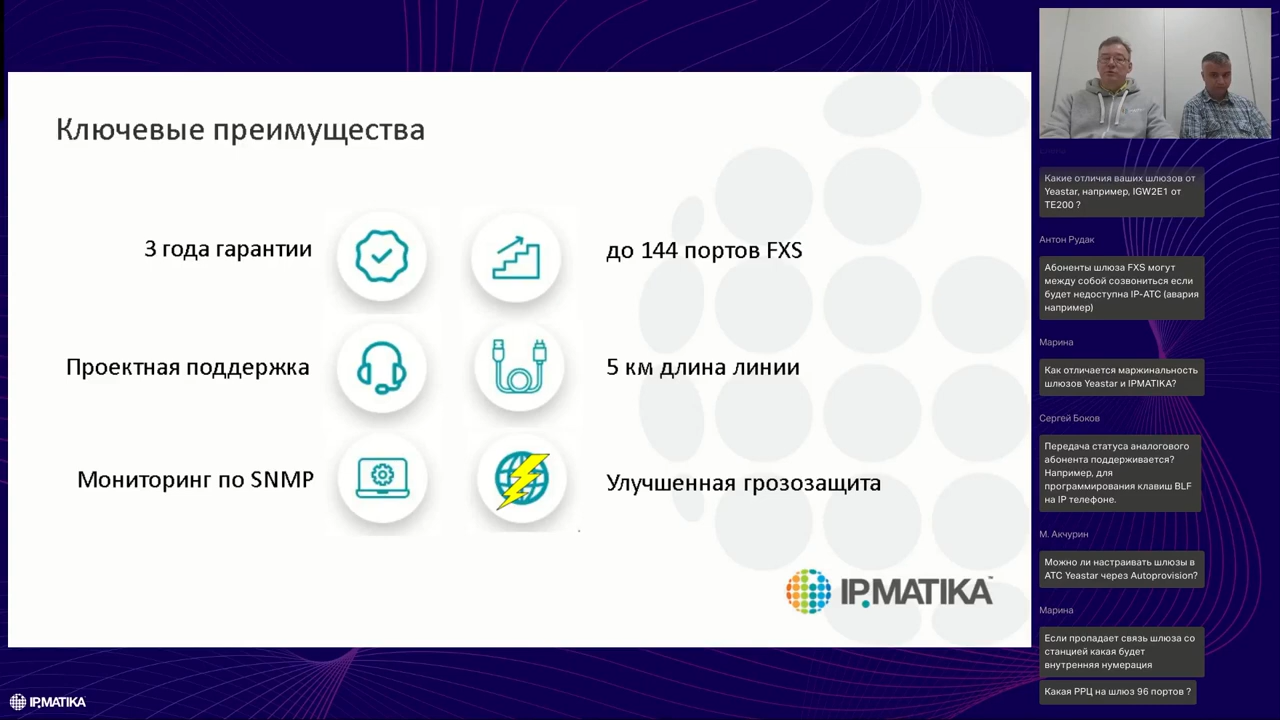 Ключевые преимущества
3 года гарантии
до 144 портов FXS
Проектная поддержка
5 км длина линии
Мониторинг по SNMP
Улучшенная грозозащита
IPMATIKA™
IPMATIKA
Какие отличия ваших шлюзов от
Yeastar, например, IGW2E1 от
TE200 ?
Антон Рудак
Абоненты шлюза FXS могут
между собой созвониться если
будет недоступна IP-АТС (авария
например)
Марина
Как отличается маржинальность
шлюзов Yeastar и IPMATIKA?
Сергей Боков
Передача статуса аналогового
абонента поддерживается?
Например, для
программирования клавиш BLF
на IP телефоне.
М. Акчурин
Можно ли настраивать шлюзы в
АТС Yeastar через Autoprovision?
Марина
Если пропадает связь шлюза со
станцией какая будет
внутренняя нумерация
Какая РРЦ на шлюз 96 портов ?